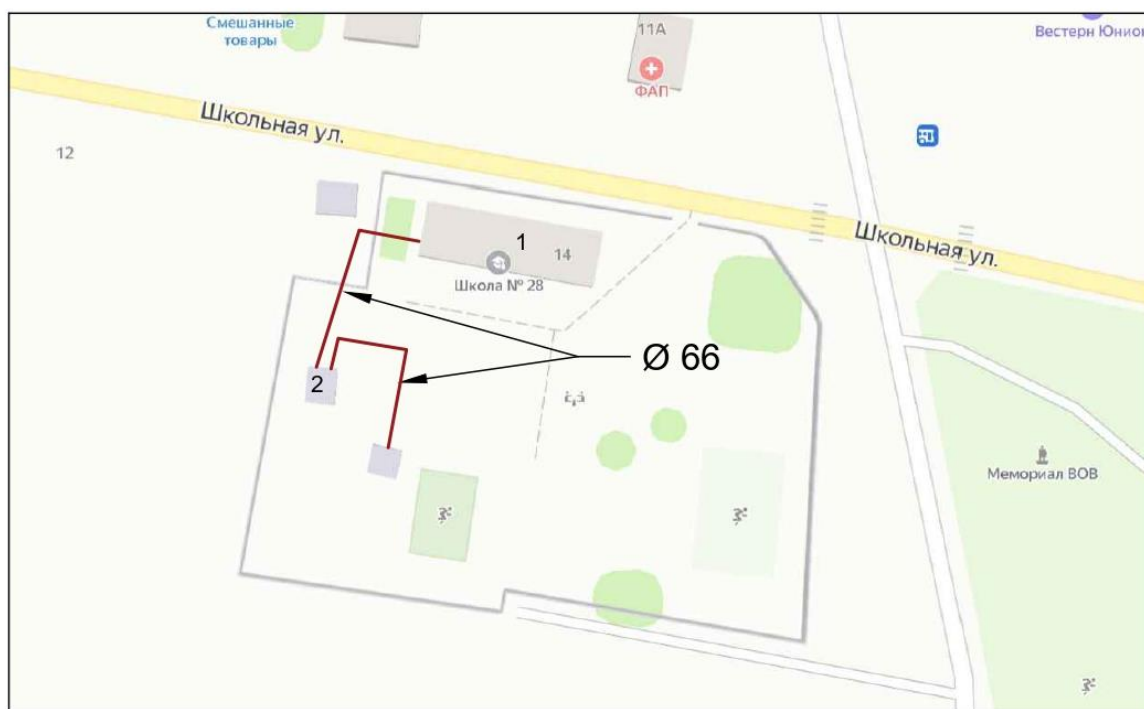 Смешанные
товары
11А
ФАП
Вестерн Юнион
Школьная ул.
12
1
14
Школа № 28
Школьная ул.
Ø 66
2
Мемориал ВОВ